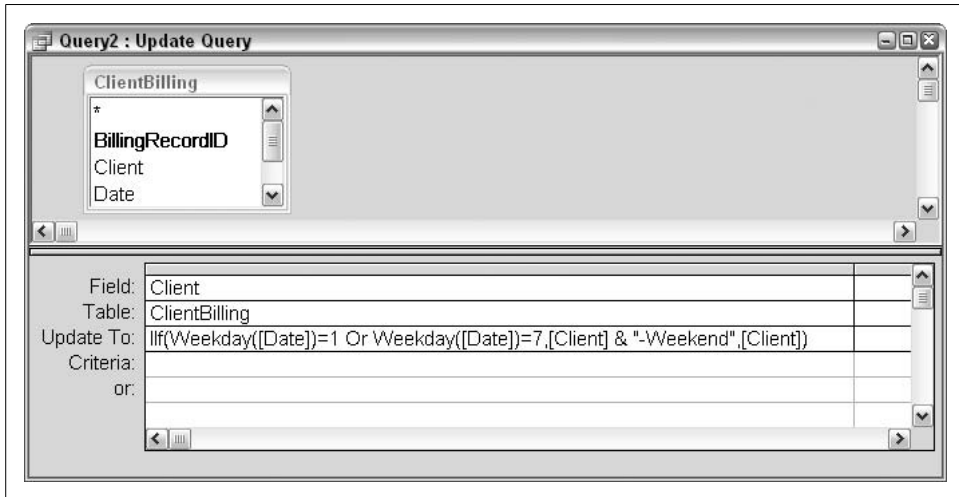 Query2 : Update Query
ClientBilling
*
BillingRecordID
Client
Date
Field: Client
Table: ClientBilling
Update To: IIf(Weekday([Date])=1 Or Weekday([Date])=7,[Client] & "-Weekend",[Client])
Criteria:
or: